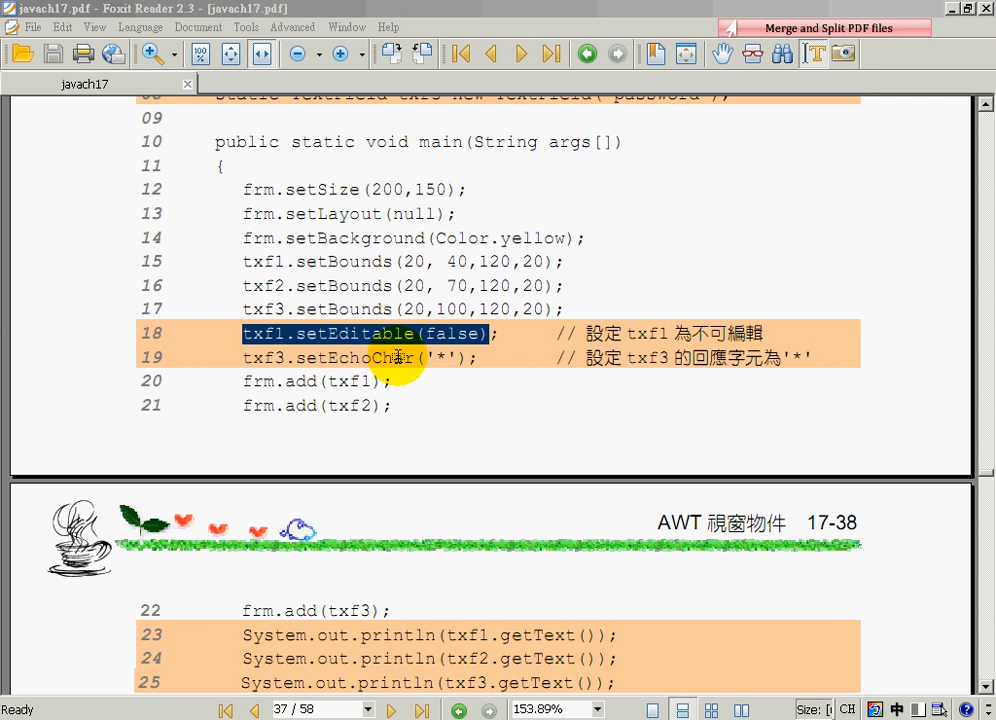 javach17.pdf - Foxit Reader 2.3 - [javach17.pdf]
File Edit View Language Document Tools Advanced Window Help
Merge and Split PDF files
javach17
09
10 public static void main(String args[])
11 {
12 frm.setSize(200,150);
13 frm.setLayout(null);
14 frm.setBackground(Color.yellow);
15 txf1.setBounds(20, 40,120,20);
16 txf2.setBounds(20, 70,120,20);
17 txf3.setBounds(20,100,120,20);
18 txf1.setEditable(false); // 設定 txf1 為不可編輯
19 txf3.setEchoChar('*'); // 設定 txf3 的回應字元為'*'
20 frm.add(txf1);
21 frm.add(txf2);
AWT 視窗物件 17-38
22 frm.add(txf3);
23 System.out.println(txf1.getText());
24 System.out.println(txf2.getText());
25 System.out.println(txf3.getText());
Ready 37 / 58 153.89% Size: [ CH 中